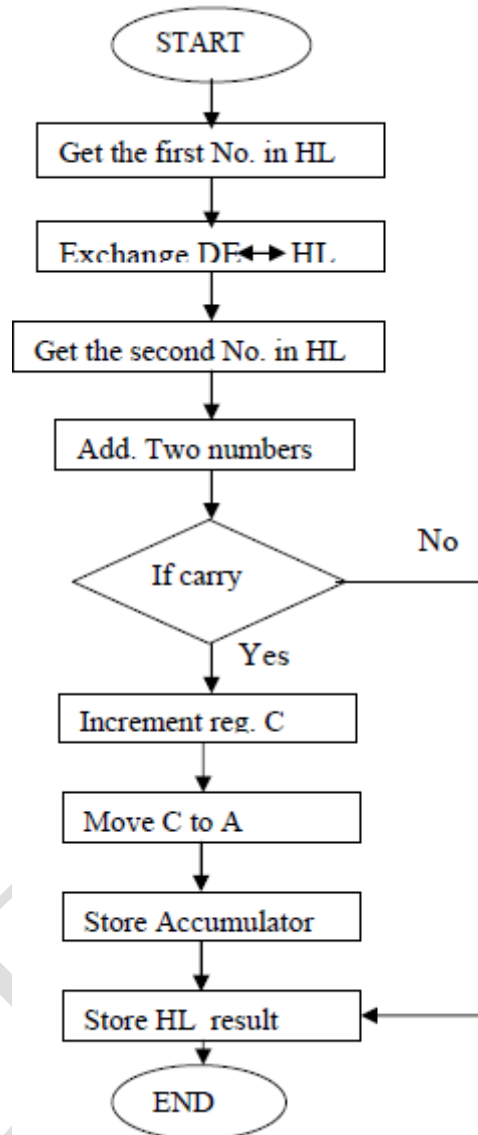 START
Get the first No. in HL
Exchange DE HL
Get the second No. in HL
Add. Two numbers
If carry
No
Yes
Increment reg. C
Move C to A
Store Accumulator
Store HL result
END